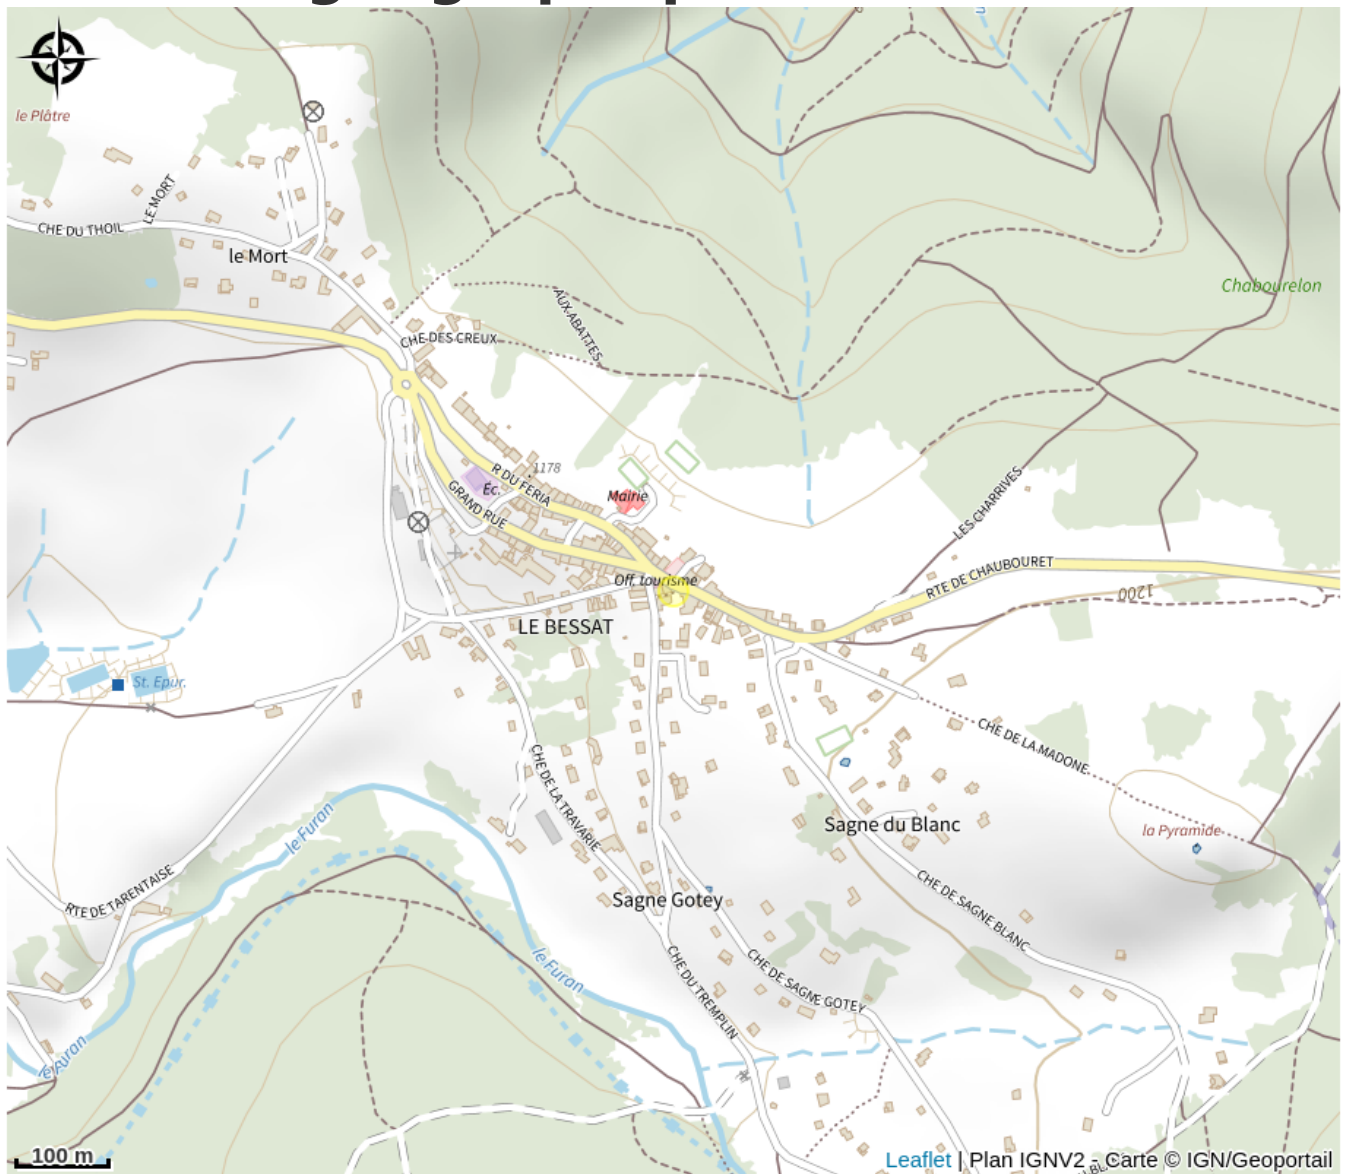 le Plâtre
LE MORT
CHE DU THOIL
le Mort
Chabourelon
AUX ABATTES
CHE DES CREUX
1178
R DU FERIA
Éc.
GRAND RUE
Mairie
LES CHARRIVES
RTE DE CHAUBOURET
1200
Off. tourisme
LE BESSAT
St. Epur.
CHE DE LA MADONE
CHE DE LA TRAVARIE
le Furan
Sagne du Blanc
la Pyramide
RTE DE TARENTAISE
Sagne Gotey
CHE DE SAGNE BLANC
le Furan
CHE DU TREMPLIN
CHE DE SAGNE GOTEY
le Furan
100 m
Leaflet | Plan IGNV2 - Carte © IGN/Geoportail